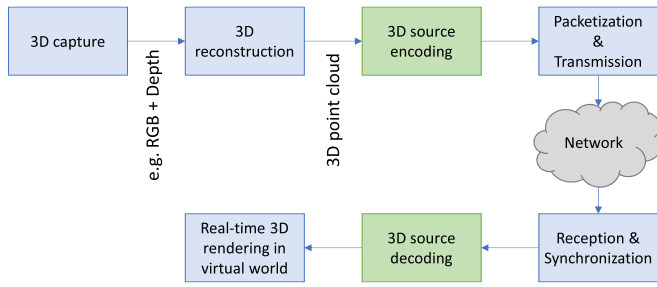 3D capture
3D
reconstruction
3D source
encoding
Packetization
&
Transmission
e.g. RGB + Depth
3D point cloud
Network
Real-time 3D
rendering in
virtual world
3D source
decoding
Reception &
Synchronization